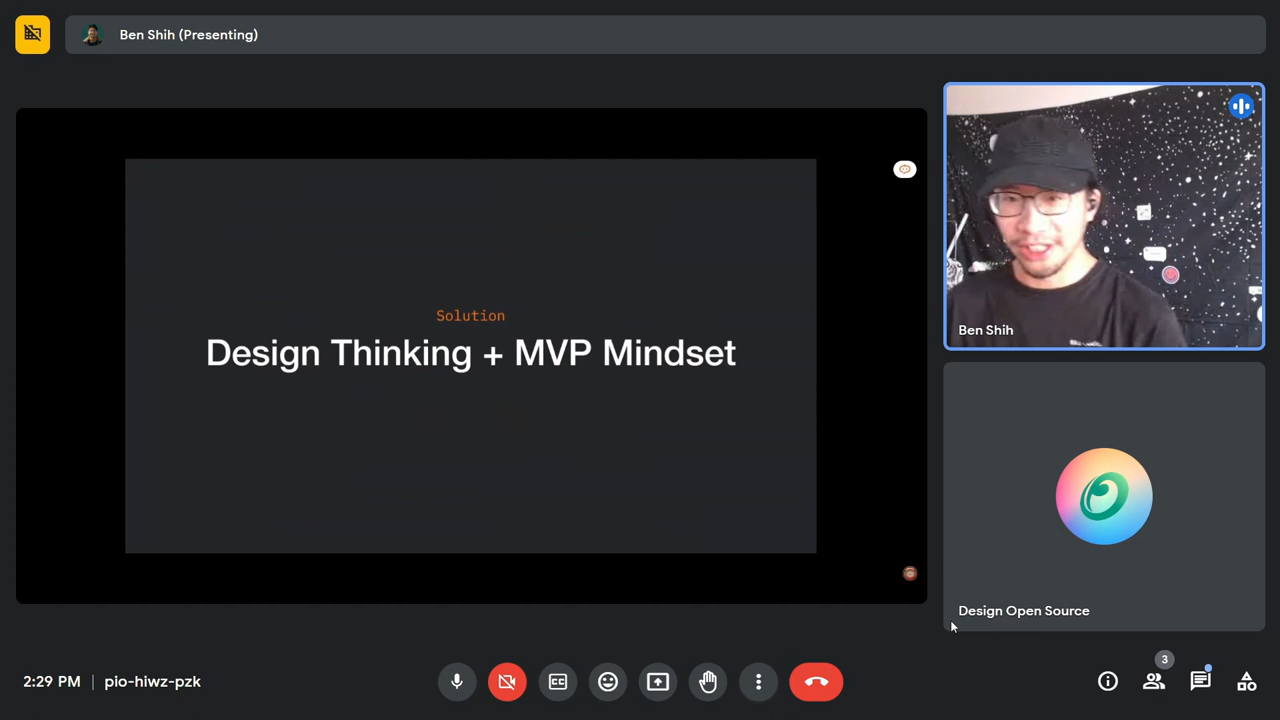 Ben Shih (Presenting)
Solution
Design Thinking + MVP Mindset
Ben Shih
Design Open Source
2:29 PM | pio-hiwz-pzk
3